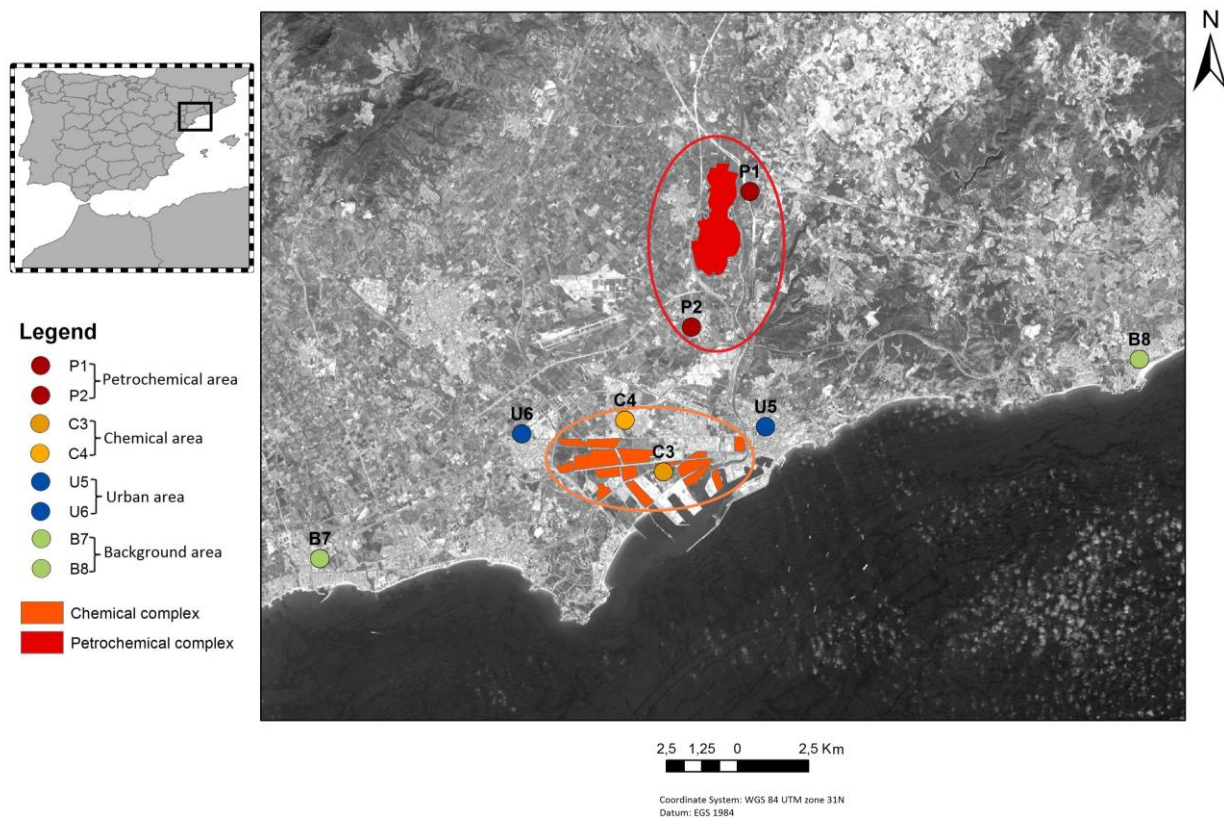 N
P1
P2
B8
C4
U6
U5
C3
B7
Legend
P1
P2
Petrochemical area
C3
C4
Chemical area
U5
U6
Urban area
B7
B8
Background area
Chemical complex
Petrochemical complex
2,5 1,25 0 2,5 Km
Coordinate System: WGS 84 UTM zone 31N
Datum: EGS 1984